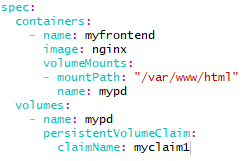 spec:
  containers:
    - name: myfrontend
      image: nginx
      volumeMounts:
      - mountPath: "/var/www/html"
        name: mypd
  volumes:
    - name: mypd
      persistentVolumeClaim:
        claimName: myclaim1